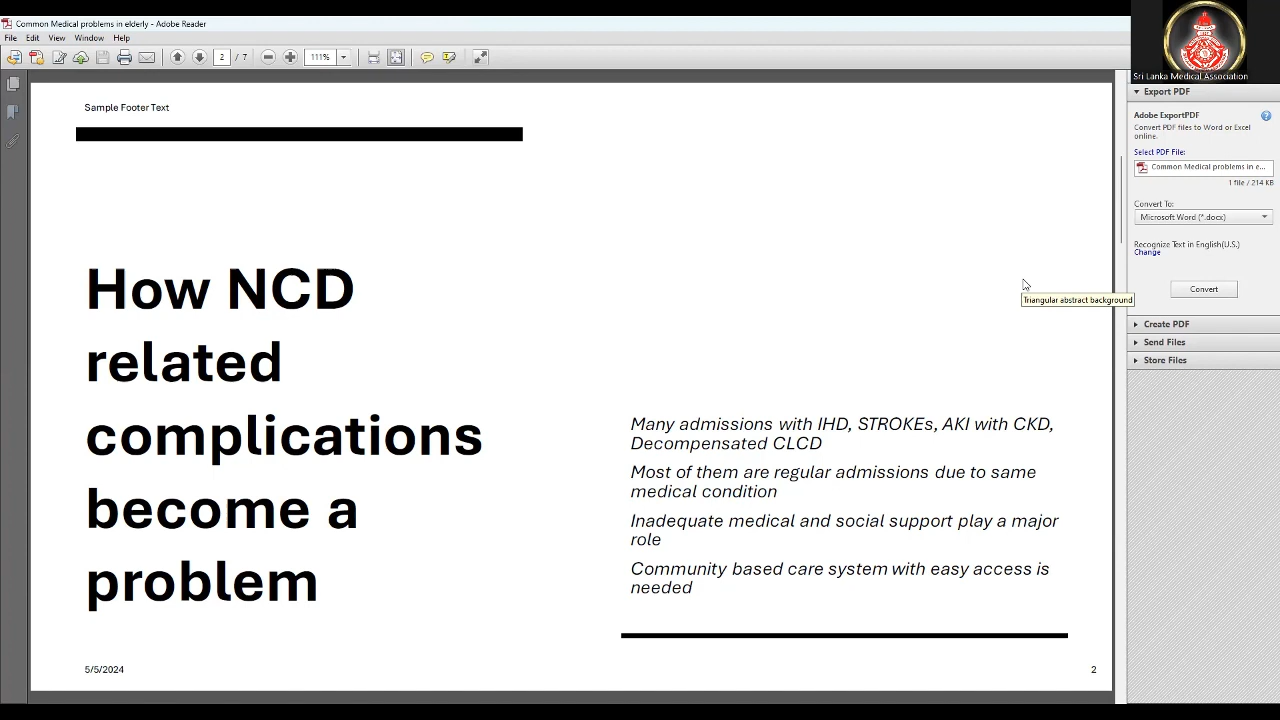 Common Medical problems in elderly - Adobe Reader
File Edit View Window Help
2 / 7 111%
Sri Lanka Medical Association
Sample Footer Text
How NCD
related
complications
become a
problem
Many admissions with IHD, STROKEs, AKI with CKD,
Decompensated CLCD
Most of them are regular admissions due to same
medical condition
Inadequate medical and social support play a major
role
Community based care system with easy access is
needed
5/5/2024
2
Triangular abstract background
Export PDF
Adobe ExportPDF
Convert PDF files to Word or Excel
online.
Select PDF File:
Common Medical problems in e...
1 file / 214 KB
Convert To:
Microsoft Word (*.docx)
Recognize Text in English(U.S.)
Change
Convert
Create PDF
Send Files
Store Files